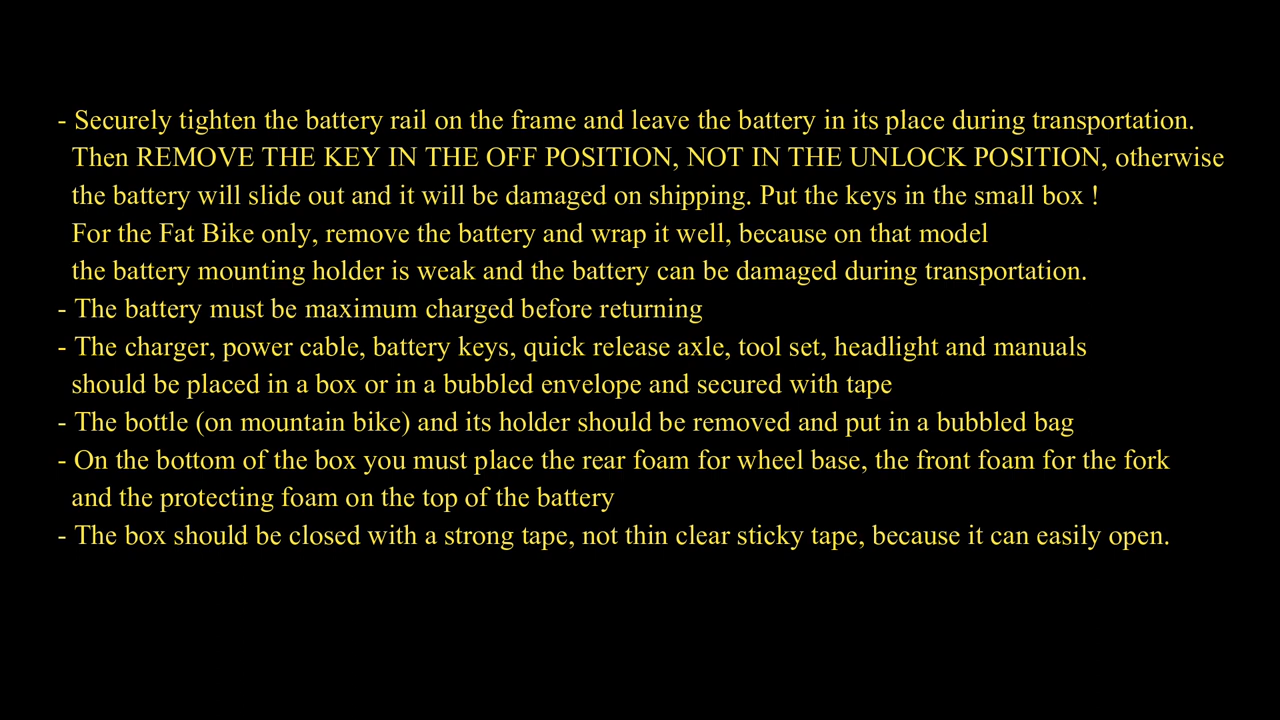 - Securely tighten the battery rail on the frame and leave the battery in its place during transportation.
Then REMOVE THE KEY IN THE OFF POSITION, NOT IN THE UNLOCK POSITION, otherwise
the battery will slide out and it will be damaged on shipping. Put the keys in the small box !
For the Fat Bike only, remove the battery and wrap it well, because on that model
the battery mounting holder is weak and the battery can be damaged during transportation.
- The battery must be maximum charged before returning
- The charger, power cable, battery keys, quick release axle, tool set, headlight and manuals
should be placed in a box or in a bubbled envelope and secured with tape
- The bottle (on mountain bike) and its holder should be removed and put in a bubbled bag
- On the bottom of the box you must place the rear foam for wheel base, the front foam for the fork
and the protecting foam on the top of the battery
- The box should be closed with a strong tape, not thin clear sticky tape, because it can easily open.